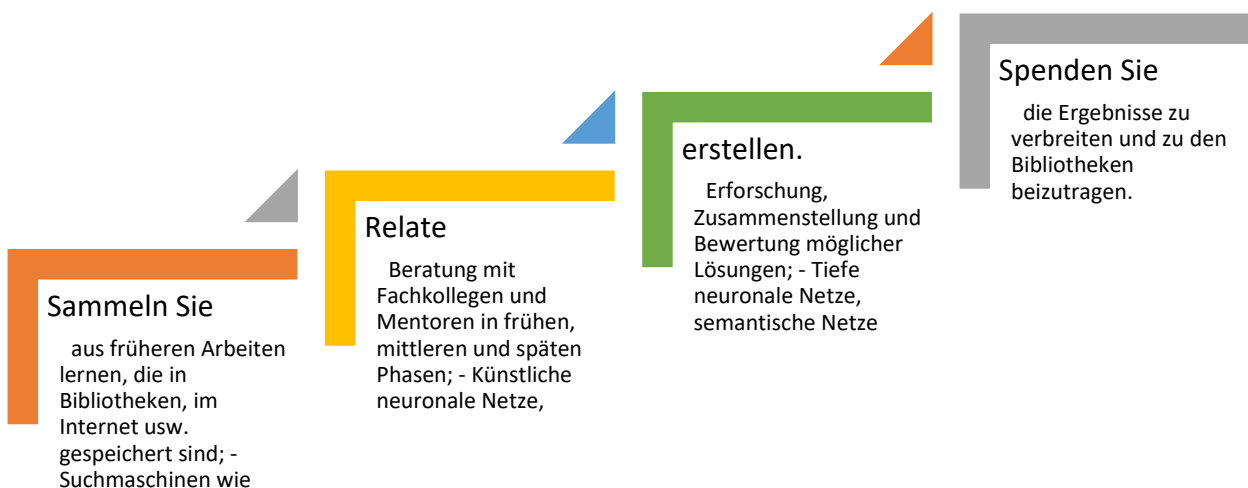 Sammeln Sie
aus früheren Arbeiten
lernen, die in
Bibliotheken, im
Internet usw.
gespeichert sind; -
Suchmaschinen wie
Relate
Beratung mit
Fachkollegen und
Mentoren in frühen,
mittleren und späten
Phasen; - Künstliche
neuronale Netze,
erstellen.
Erforschung,
Zusammenstellung und
Bewertung möglicher
Lösungen; - Tiefe
neuronale Netze,
semantische Netze
Spenden Sie
die Ergebnisse zu
verbreiten und zu den
Bibliotheken
beizutragen.